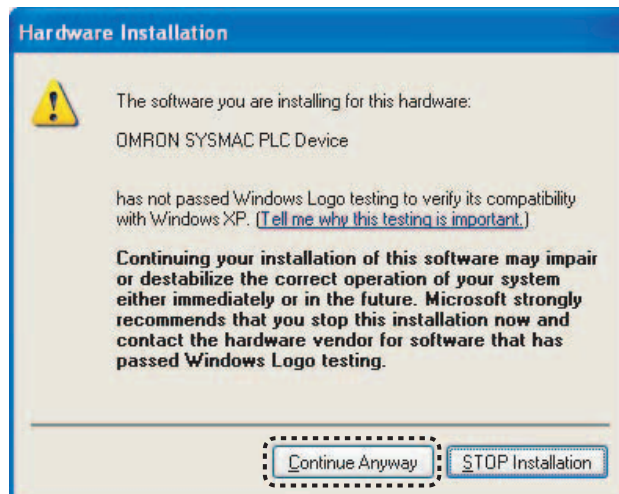 Hardware Installation
The software you are installing for this hardware:
OMRON SYSMAC PLC Device
has not passed Windows Logo testing to verify its compatibility
with Windows XP. (Tell me why this testing is important.)
Continuing your installation of this software may impair
or destabilize the correct operation of your system
either immediately or in the future. Microsoft strongly
recommends that you stop this installation now and
contact the hardware vendor for software that has
passed Windows Logo testing.
Continue Anyway STOP Installation